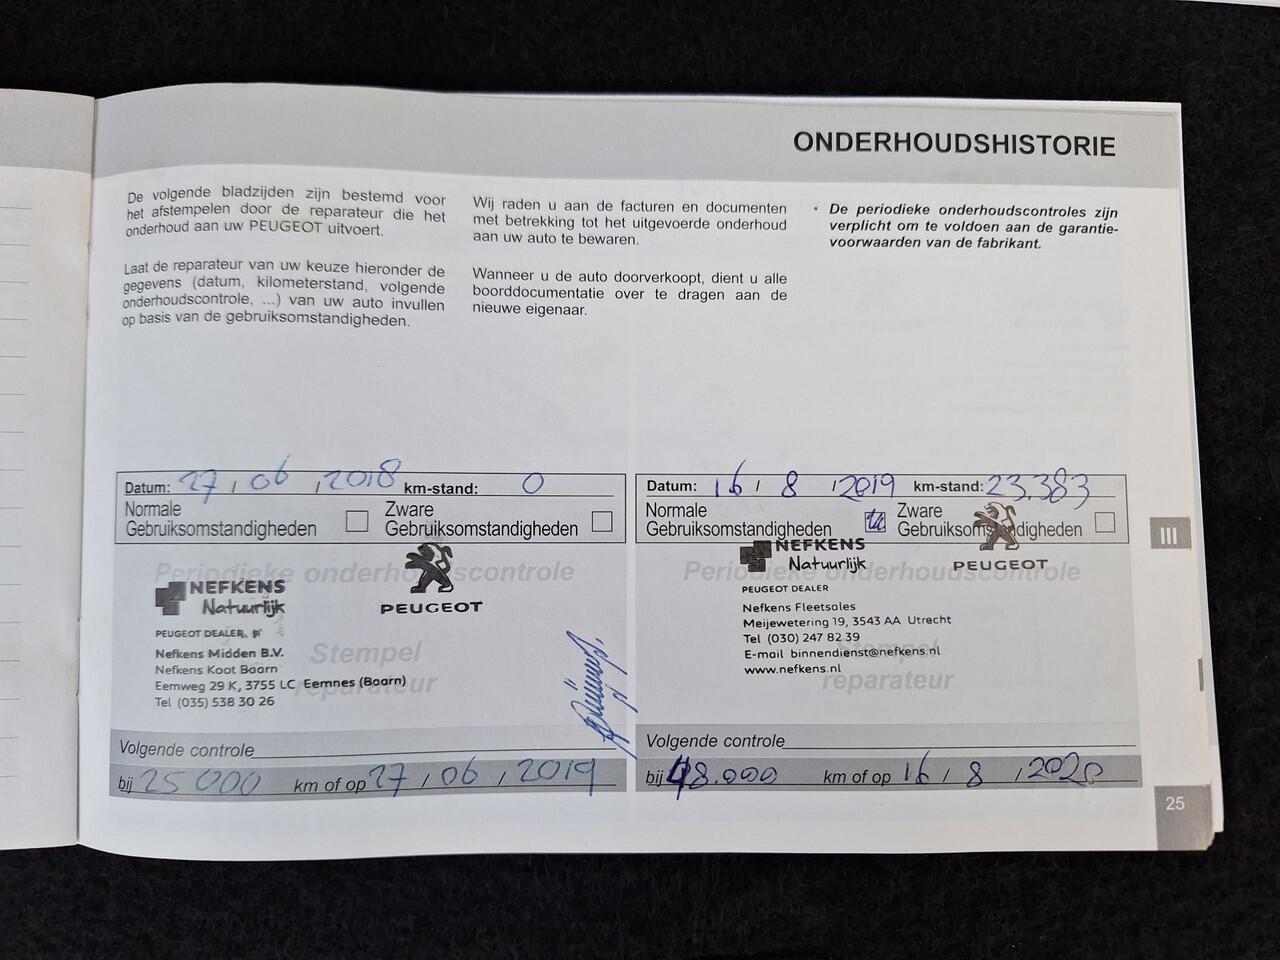 ONDERHOUDSHISTORIE
De volgende bladzijden zijn bestemd voor
het afstempelen door de reparateur die het
onderhoud aan uw PEUGEOT uitvoert.
Laat de reparateur van uw keuze hieronder de
gegevens (datum, kilometerstand, volgende
onderhoudscontrole, ...) van uw auto invullen
op basis van de gebruiksomstandigheden.
Wij raden u aan de facturen en documenten
met betrekking tot het uitgevoerde onderhoud
aan uw auto te bewaren.
Wanneer u de auto doorverkoopt, dient u alle
boorddocumentatie over te dragen aan de
nieuwe eigenaar.
• De periodieke onderhoudscontroles zijn
verplicht om te voldoen aan de garantie-
voorwaarden van de fabrikant.
Datum: 27 / 06 / 2018 km-stand: 0
Normale
Gebruiksomstandigheden
Zware
Gebruiksomstandigheden
Periodieke onderhoudscontrole
NEFKENS
Natuurlijk
PEUGEOT
PEUGEOT DEALER
Stempel
reparateur
Nefkens Midden B.V.
Nefkens Koot Baarn
Eemweg 29 K, 3755 LC Eemnes (Baarn)
Tel (035) 538 30 26
Volgende controle
bij 25000 km of op 27 / 06 / 2019
Datum: 16 / 8 / 2019 km-stand: 23.383
Normale
Gebruiksomstandigheden
Zware
Gebruiksomstandigheden
Periodieke onderhoudscontrole
NEFKENS
Natuurlijk
PEUGEOT
PEUGEOT DEALER
Nefkens Fleetsales
Meijewetering 19, 3543 AA Utrecht
Tel (030) 247 82 39
E-mail binnendienst@nefkens.nl
www.nefkens.nl
Stempel
reparateur
Volgende controle
bij 48.000 km of op 16 / 8 / 2020
III
25